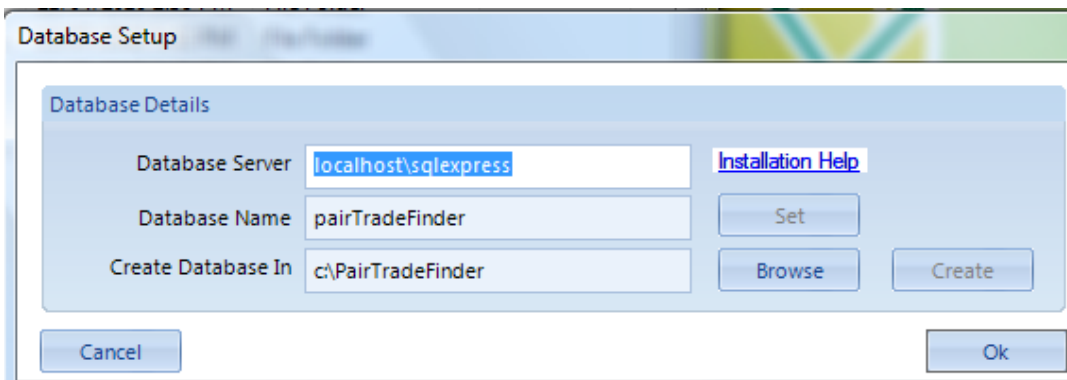 Database Setup
Database Details
Database Server localhost\sqlexpress Installation Help
Database Name pairTradeFinder Set
Create Database In c:\PairTradeFinder Browse Create
Cancel Ok